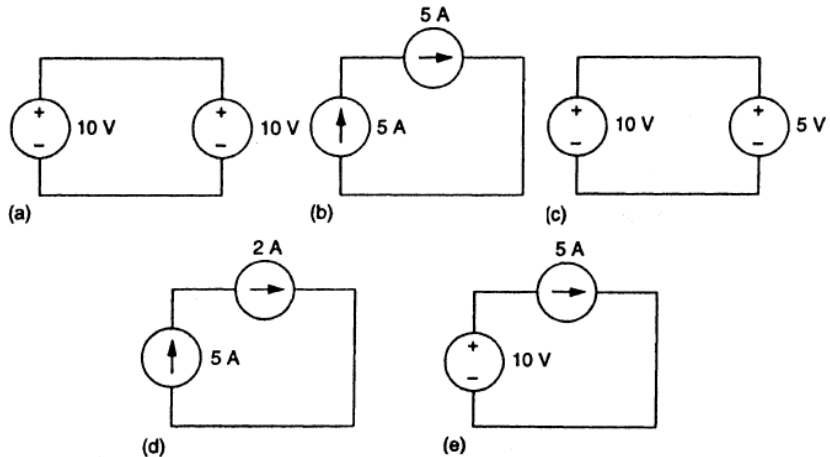 5 A
+ 10 V − + 10 V −
5 A
+ 10 V − + 5 V −
(a) (b) (c)
2 A 5 A
5 A + 10 V −
(d) (e)